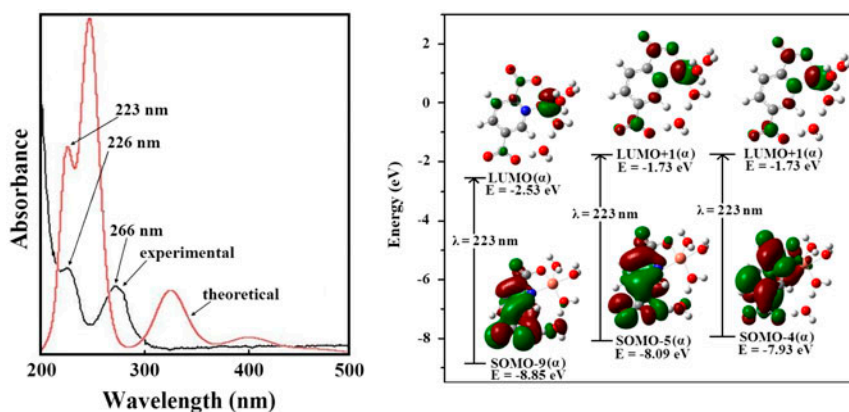 223 nm
226 nm
266 nm
experimental
theoretical
Absorbance
200 300 400 500
Wavelength (nm)
Energy (eV)
2
0
-2
-4
-6
-8
LUMO(α)
E = -2.53 eV
LUMO+1(α)
E = -1.73 eV
LUMO+1(α)
E = -1.73 eV
λ = 223 nm
λ = 223 nm
λ = 223 nm
SOMO-9(α)
E = -8.85 eV
SOMO-5(α)
E = -8.09 eV
SOMO-4(α)
E = -7.93 eV